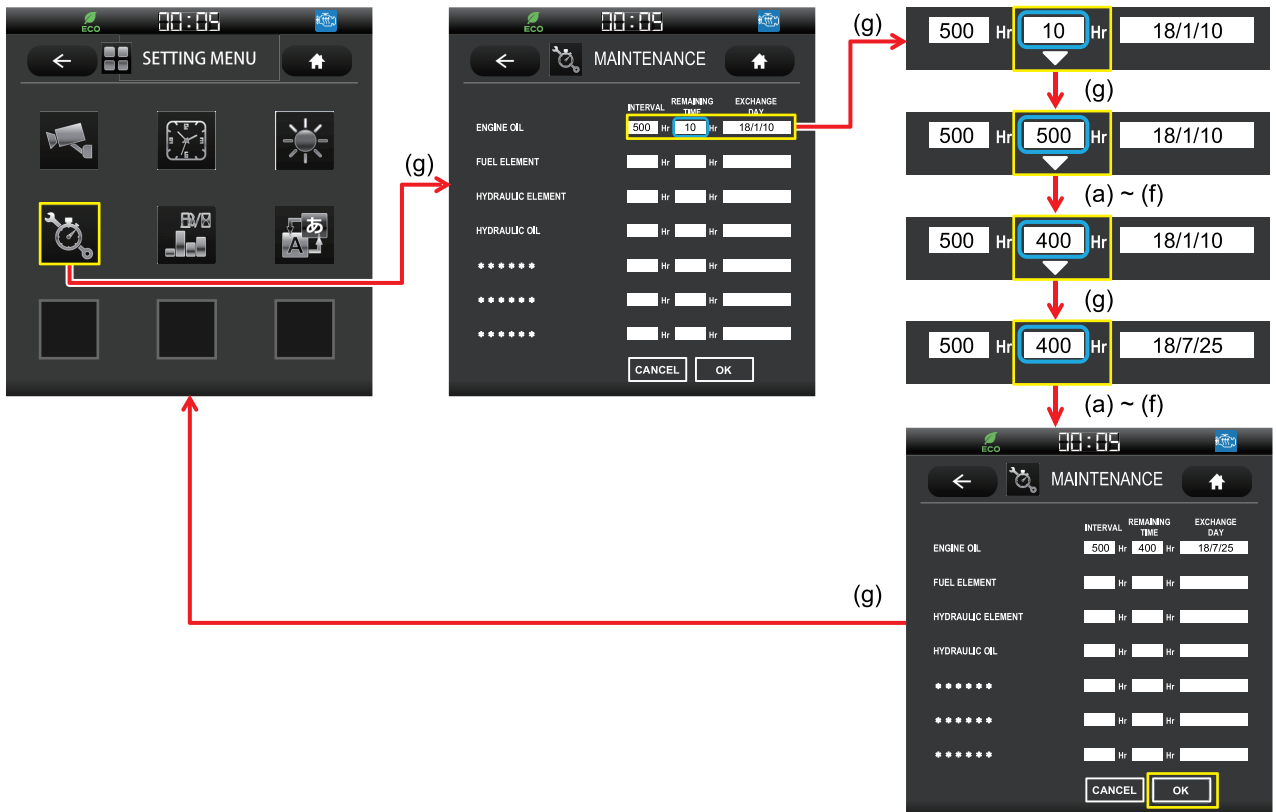 ECO 00:05
SETTING MENU
あ
A
(g)
ECO 00:05
MAINTENANCE
INTERVAL REMAINING TIME EXCHANGE DAY
ENGINE OIL 500 Hr 10 Hr 18/1/10
FUEL ELEMENT Hr Hr
HYDRAULIC ELEMENT Hr Hr
HYDRAULIC OIL Hr Hr
****** Hr Hr
****** Hr Hr
****** Hr Hr
CANCEL OK
(g)
500 Hr 10 Hr 18/1/10
(g)
500 Hr 500 Hr 18/1/10
(a) ~ (f)
500 Hr 400 Hr 18/1/10
(g)
500 Hr 400 Hr 18/7/25
(a) ~ (f)
ECO 00:05
MAINTENANCE
INTERVAL REMAINING TIME EXCHANGE DAY
ENGINE OIL 500 Hr 400 Hr 18/7/25
FUEL ELEMENT Hr Hr
HYDRAULIC ELEMENT Hr Hr
HYDRAULIC OIL Hr Hr
****** Hr Hr
****** Hr Hr
****** Hr Hr
CANCEL OK
(g)